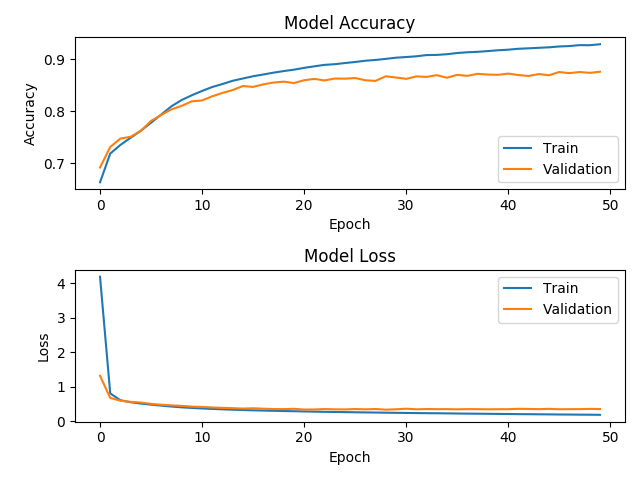 Model Accuracy
Accuracy
0.9
0.8
0.7
Train
Validation
0 10 20 30 40 50
Epoch
Model Loss
Loss
4
3
2
1
0
Train
Validation
0 10 20 30 40 50
Epoch